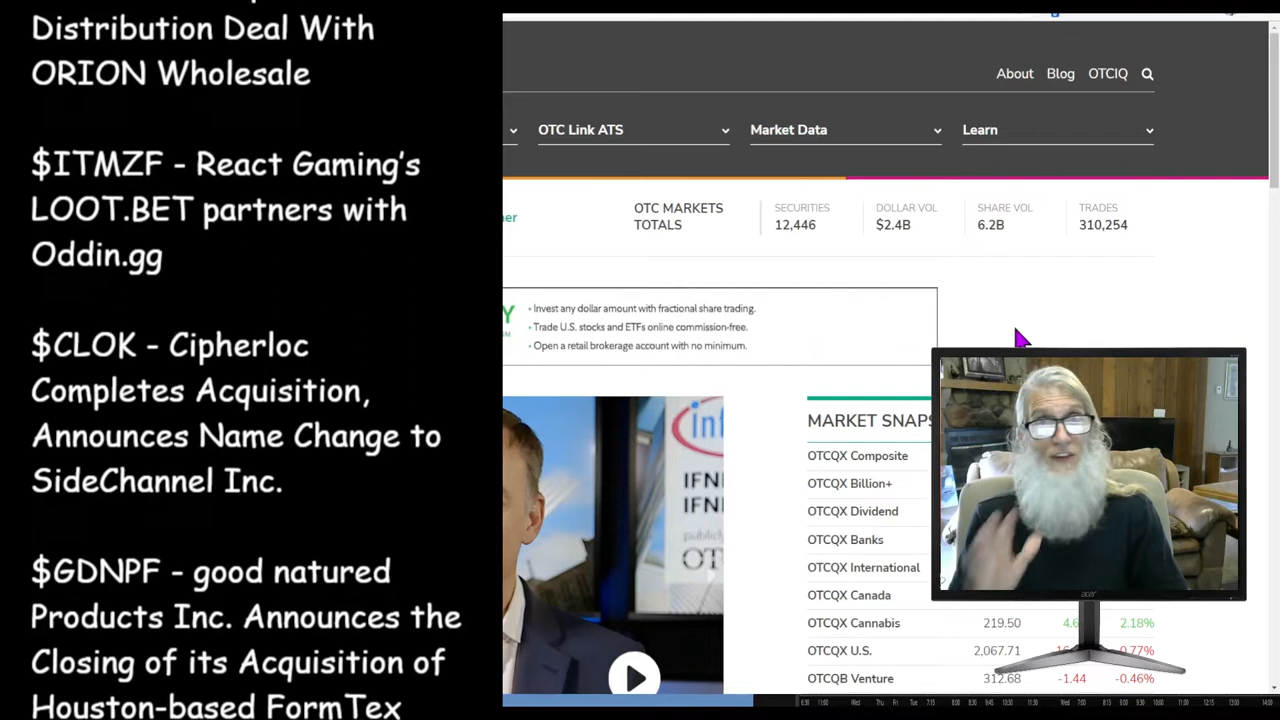 Distribution Deal With
ORION Wholesale
$ITMZF - React Gaming's
LOOT.BET partners with
Oddin.gg
$CLOK - Cipherloc
Completes Acquisition,
Announces Name Change to
SideChannel Inc.
$GDNPF - good natured
Products Inc. Announces the
Closing of its Acquisition of
Houston-based FormTex
About Blog OTCIQ
OTC Link ATS Market Data Learn
OTC MARKETS
TOTALS
SECURITIES
12,446
DOLLAR VOL
$2.4B
SHARE VOL
6.2B
TRADES
310,254
• Invest any dollar amount with fractional share trading.
• Trade U.S. stocks and ETFs online commission-free.
• Open a retail brokerage account with no minimum.
MARKET SNAPS
OTCQX Composite
OTCQX Billion+
OTCQX Dividend
OTCQX Banks
OTCQX International
OTCQX Canada
OTCQX Cannabis 219.50 2.18%
OTCQX U.S. 2,067.71 0.77%
OTCQB Venture 312.68 -1.44 -0.46%
acer